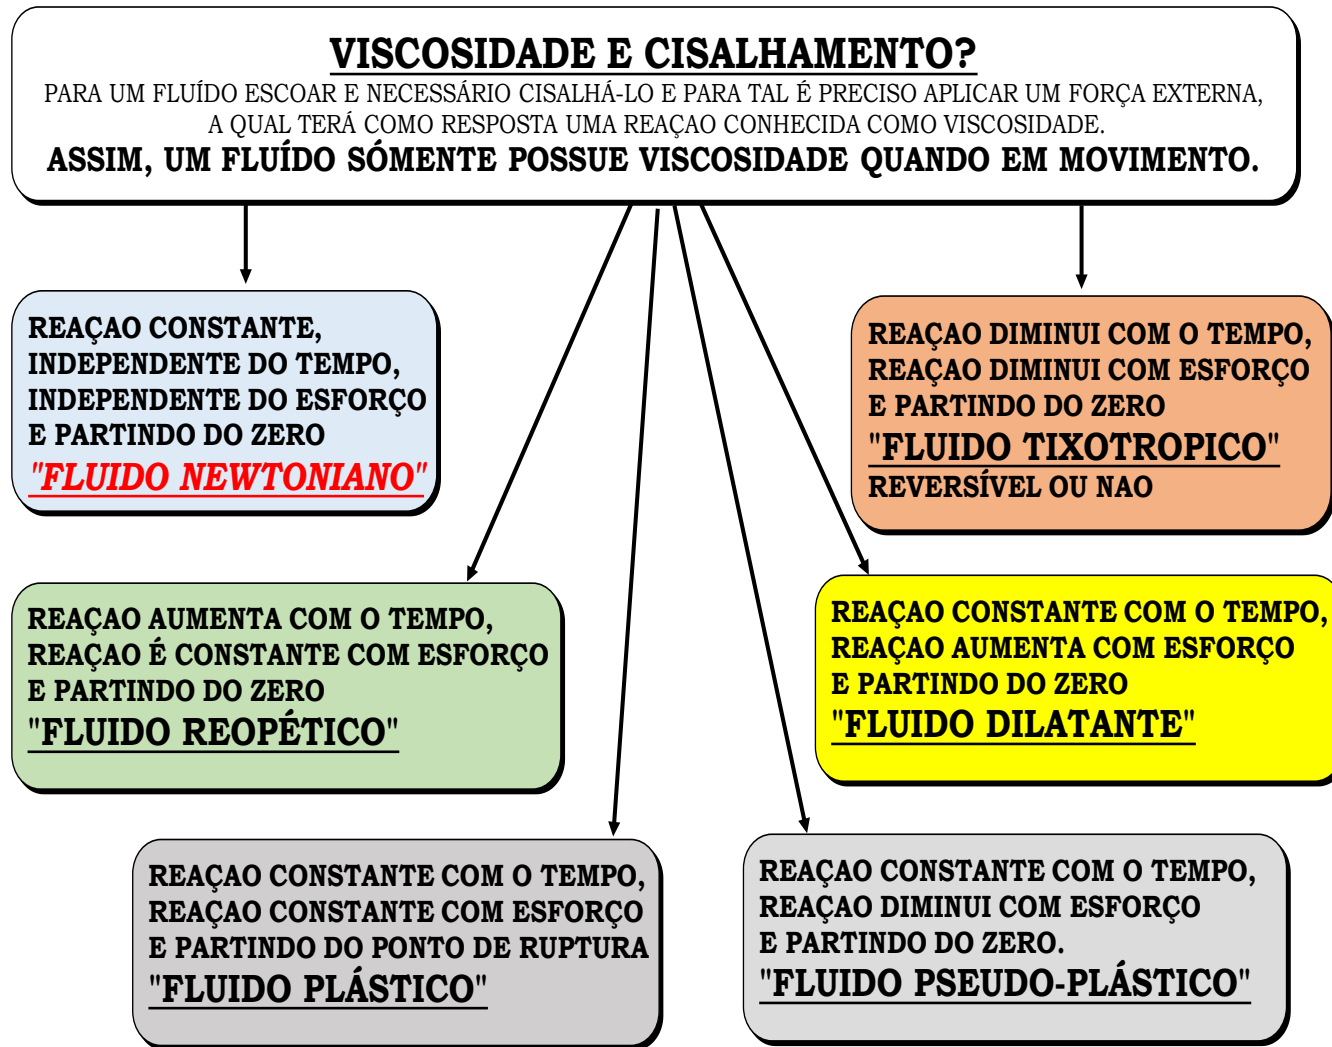 VISCOSIDADE E CISALHAMENTO?
PARA UM FLUÍDO ESCOAR E NECESSÁRIO CISALHÁ-LO E PARA TAL É PRECISO APLICAR UM FORÇA EXTERNA,
A QUAL TERÁ COMO RESPOSTA UMA REAÇAO CONHECIDA COMO VISCOSIDADE.
ASSIM, UM FLUÍDO SÓMENTE POSSUE VISCOSIDADE QUANDO EM MOVIMENTO.
REAÇAO CONSTANTE,
INDEPENDENTE DO TEMPO,
INDEPENDENTE DO ESFORÇO
E PARTINDO DO ZERO
"FLUIDO NEWTONIANO"
REAÇAO DIMINUI COM O TEMPO,
REAÇAO DIMINUI COM ESFORÇO
E PARTINDO DO ZERO
"FLUIDO TIXOTROPICO"
REVERSÍVEL OU NAO
REAÇAO AUMENTA COM O TEMPO,
REAÇAO É CONSTANTE COM ESFORÇO
E PARTINDO DO ZERO
"FLUIDO REOPÉTICO"
REAÇAO CONSTANTE COM O TEMPO,
REAÇAO AUMENTA COM ESFORÇO
E PARTINDO DO ZERO
"FLUIDO DILATANTE"
REAÇAO CONSTANTE COM O TEMPO,
REAÇAO CONSTANTE COM ESFORÇO
E PARTINDO DO PONTO DE RUPTURA
"FLUIDO PLÁSTICO"
REAÇAO CONSTANTE COM O TEMPO,
REAÇAO DIMINUI COM ESFORÇO
E PARTINDO DO ZERO.
"FLUIDO PSEUDO-PLÁSTICO"